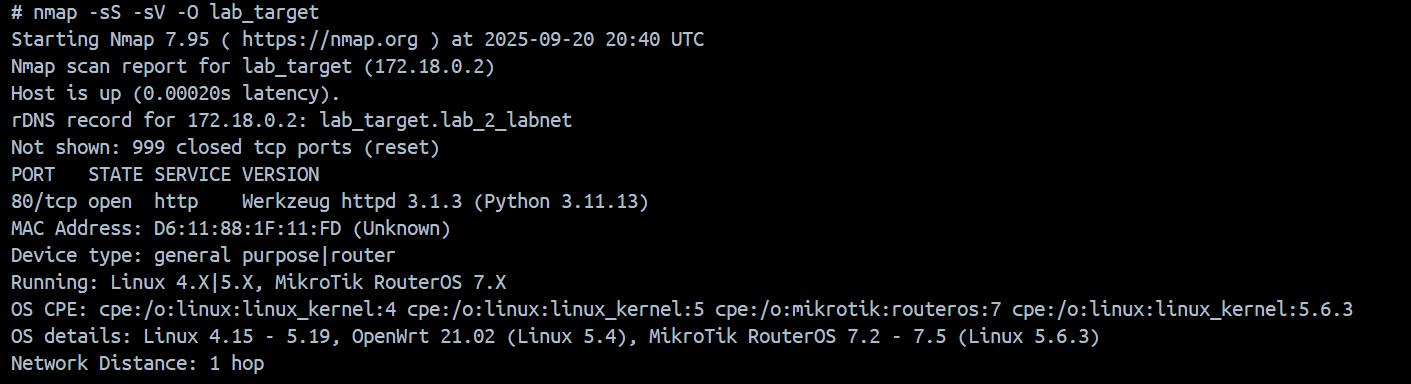 # nmap -sS -sV -O lab_target
Starting Nmap 7.95 ( https://nmap.org ) at 2025-09-20 20:40 UTC
Nmap scan report for lab_target (172.18.0.2)
Host is up (0.00020s latency).
rDNS record for 172.18.0.2: lab_target.lab_2_labnet
Not shown: 999 closed tcp ports (reset)
PORT   STATE SERVICE VERSION
80/tcp open  http    Werkzeug httpd 3.1.3 (Python 3.11.13)
MAC Address: D6:11:88:1F:11:FD (Unknown)
Device type: general purpose|router
Running: Linux 4.X|5.X, MikroTik RouterOS 7.X
OS CPE: cpe:/o:linux:linux_kernel:4 cpe:/o:linux:linux_kernel:5 cpe:/o:mikrotik:routeros:7 cpe:/o:linux:linux_kernel:5.6.3
OS details: Linux 4.15 - 5.19, OpenWrt 21.02 (Linux 5.4), MikroTik RouterOS 7.2 - 7.5 (Linux 5.6.3)
Network Distance: 1 hop